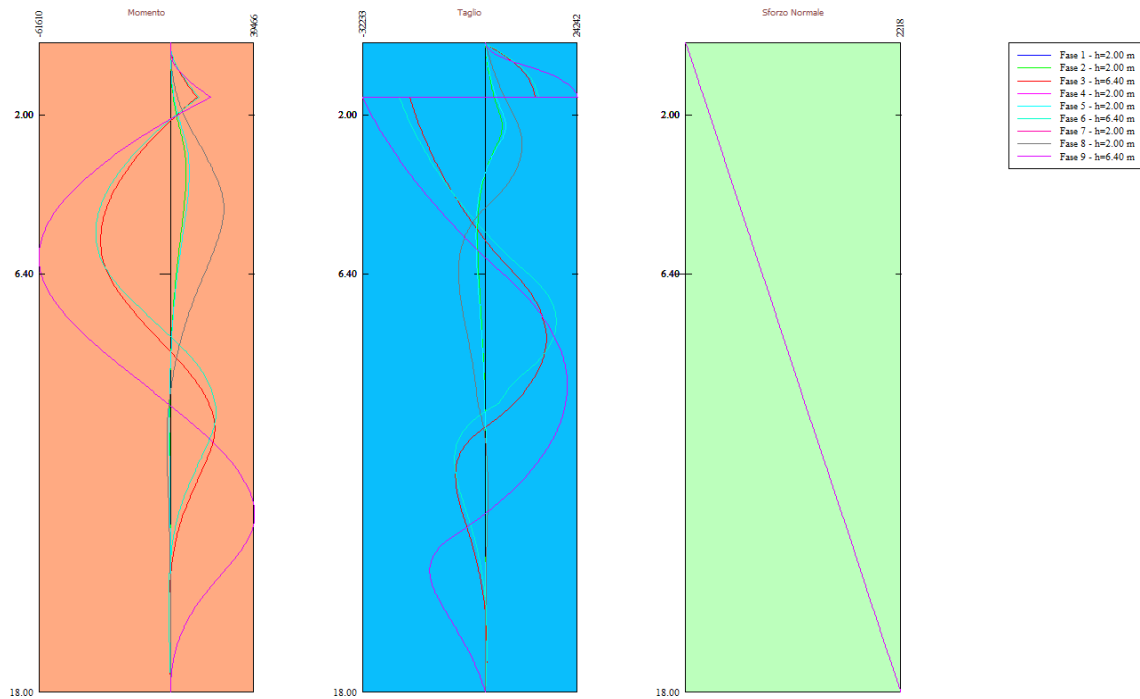 Momento
-61610
39466
2.00
6.40
18.00
Taglio
-32233
24242
2.00
6.40
18.00
Sforzo Normale
2218
6.40
18.00
Fase 1 - h=2.00 m
Fase 2 - h=2.00 m
Fase 3 - h=6.40 m
Fase 4 - h=2.00 m
Fase 5 - h=2.00 m
Fase 6 - h=6.40 m
Fase 7 - h=2.00 m
Fase 8 - h=2.00 m
Fase 9 - h=6.40 m